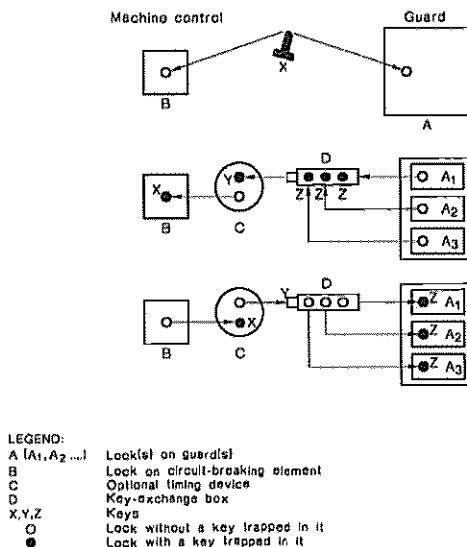 Machine control Guard
X
B
A
D
Y
X
Z Z Z
A1
A2
A3
B
C
D
Y
X
Z A1
Z A2
Z A3
B
C
LEGEND:
A (A1, A2 ....) Lock(s) on guard(s)
B Lock on circuit-breaking element
C Optional timing device
D Key-exchange box
X,Y,Z Keys
O Lock without a key trapped in it
● Lock with a key trapped in it